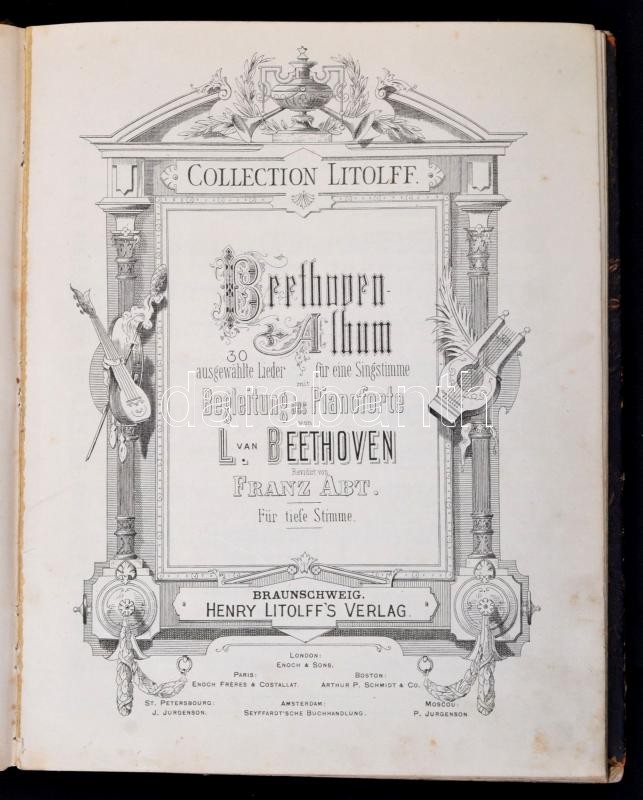 COLLECTION LITOLFF.
Beethoven-
Album
30
ausgewählte Lieder für eine Singstimme
mit
Begleitung des Pianoforte
von
L. VAN BEETHOVEN
Revidirt von
FRANZ ABT.
Für tiefe Stimme.
BRAUNSCHWEIG.
HENRY LITOLFF'S VERLAG.
LONDON:
ENOCH & SONS.
PARIS: BOSTON:
ENOCH FRÈRES & COSTALLAT. ARTHUR P. SCHMIDT & CO.
ST. PETERSBOURG: AMSTERDAM: MOSCOU:
J. JURGENSON. SEYFFARDT'SCHE BUCHHANDLUNG. P. JURGENSON.
darabanth